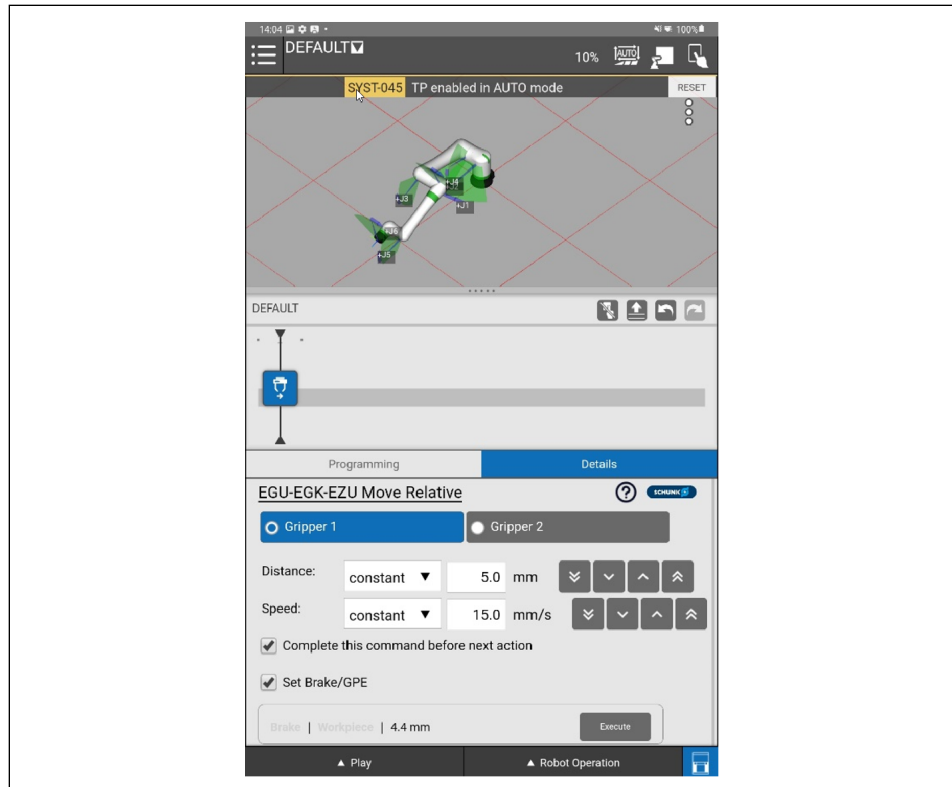 14:04 100%
DEFAULT
10% AUTO
SYST-045 TP enabled in AUTO mode RESET
+J4
+J3
+J1
+J6
+J5
DEFAULT
Programming Details
EGU-EGK-EZU Move Relative ? SCHUNK
Gripper 1 Gripper 2
Distance: constant ▼ 5.0 mm
Speed: constant ▼ 15.0 mm/s
Complete this command before next action
Set Brake/GPE
Brake | Workpiece | 4.4 mm Execute
▲ Play ▲ Robot Operation